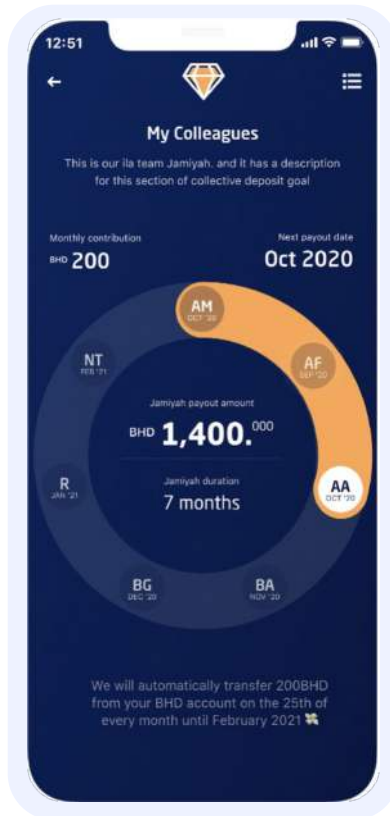 12:51
My Colleagues
This is our ila team Jamiyah. and it has a description
for this section of collective deposit goal
Monthly contribution
BHD 200
Next payout date
Oct 2020
AM
OCT '20
AF
SEP '20
AA
OCT '20
BA
NOV '20
BG
DEC '20
R
JAN '21
NT
FEB '21
Jamiyah payout amount
BHD 1,400.000
Jamiyah duration
7 months
We will automatically transfer 200BHD
from your BHD account on the 25th of
every month until February 2021 💸